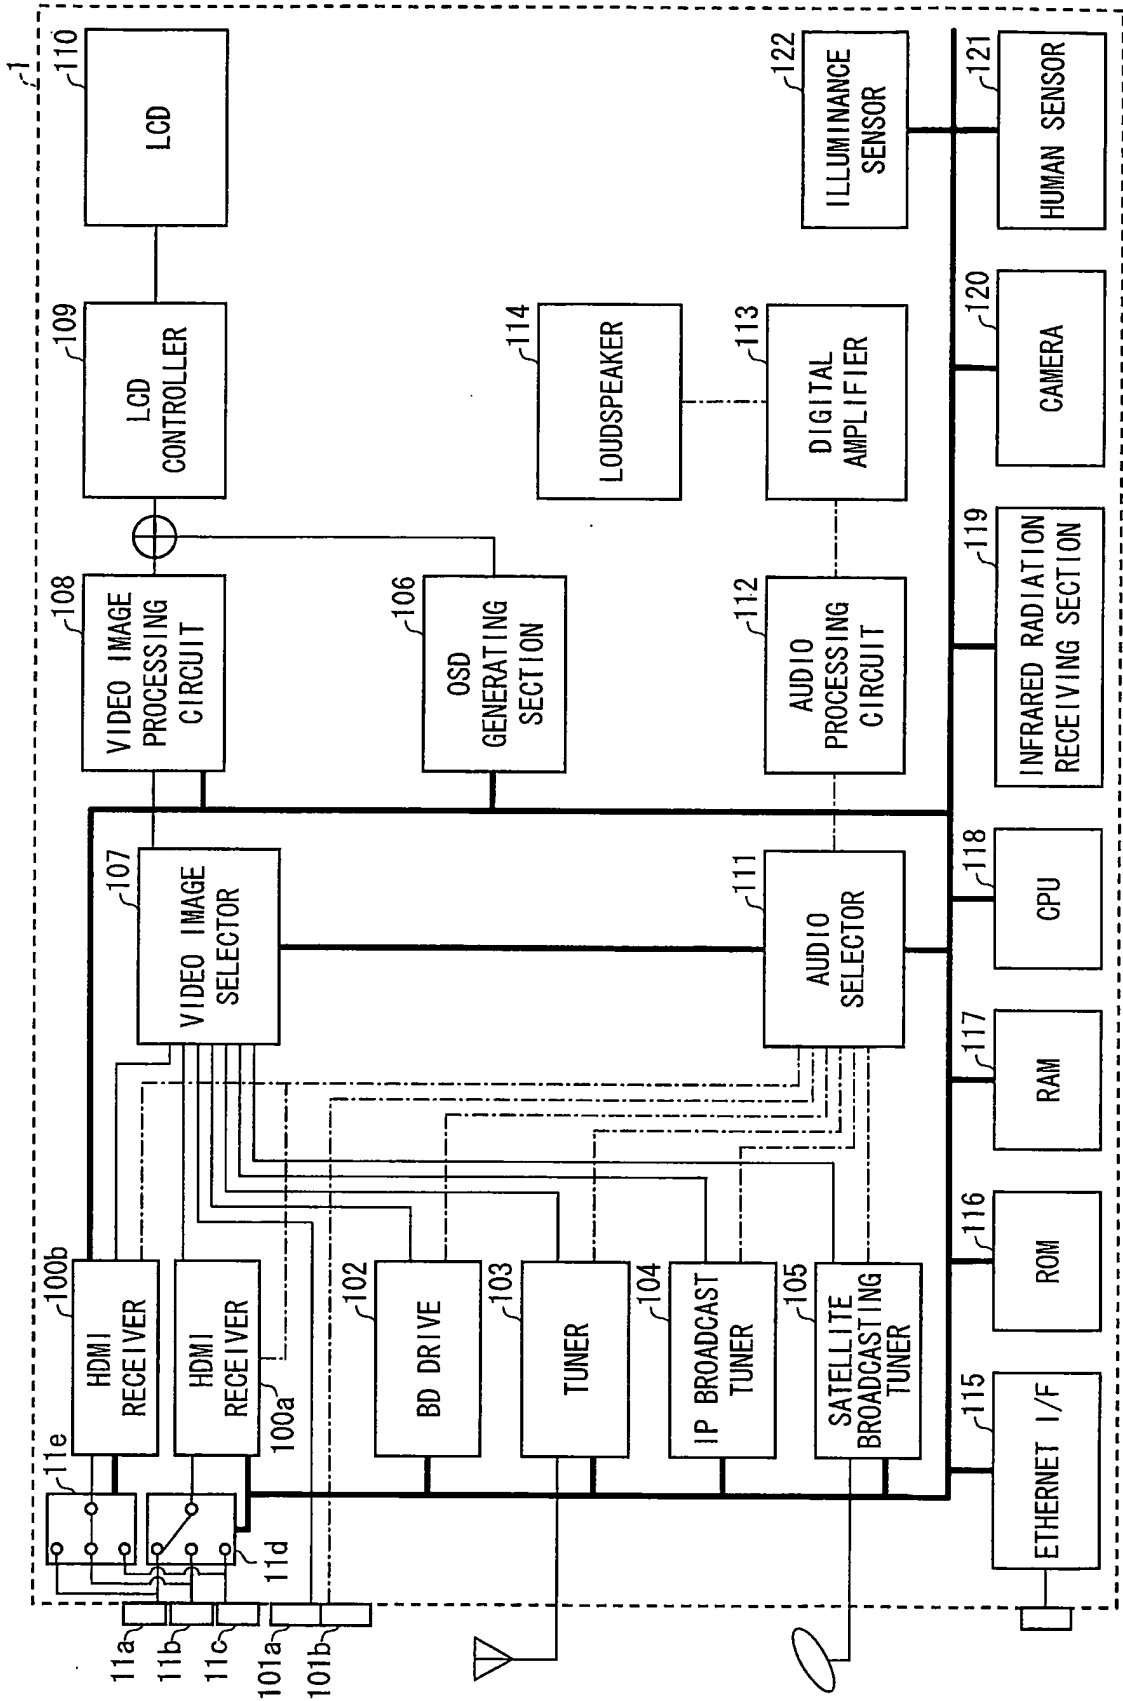 1
110
LCD
109
LCD
CONTROLLER
108
VIDEO IMAGE
PROCESSING
CIRCUIT
107
VIDEO IMAGE
SELECTOR
100b
HDMI
RECEIVER
HDMI
RECEIVER
100a
11e
11d
11a
11b
11c
101a
101b
102
BD DRIVE
103
TUNER
104
IP BROADCAST
TUNER
105
SATELLITE
BROADCASTING
TUNER
106
OSD
GENERATING
SECTION
111
AUDIO
SELECTOR
112
AUDIO
PROCESSING
CIRCUIT
113
DIGITAL
AMPLIFIER
114
LOUDSPEAKER
122
ILLUMINANCE
SENSOR
115
ETHERNET I/F
116
ROM
117
RAM
118
CPU
119
INFRARED RADIATION
RECEIVING SECTION
120
CAMERA
121
HUMAN SENSOR